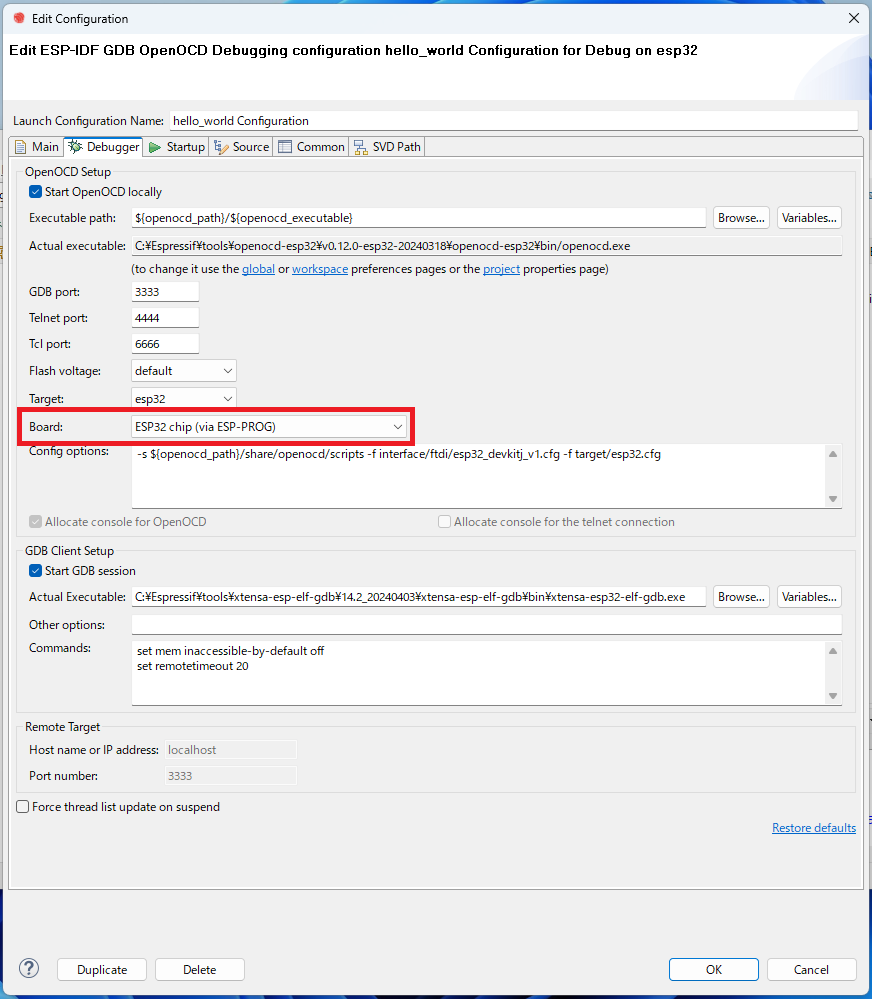 Edit Configuration
Edit ESP-IDF GDB OpenOCD Debugging configuration hello_world Configuration for Debug on esp32
Launch Configuration Name: hello_world Configuration
Main Debugger Startup Source Common SVD Path
OpenOCD Setup
Start OpenOCD locally
Executable path: ${openocd_path}/${openocd_executable} Browse... Variables...
Actual executable: C:¥Espressif¥tools¥openocd-esp32¥v0.12.0-esp32-20240318¥openocd-esp32¥bin/openocd.exe
(to change it use the global or workspace preferences pages or the project properties page)
GDB port: 3333
Telnet port: 4444
Tcl port: 6666
Flash voltage: default
Target: esp32
Board: ESP32 chip (via ESP-PROG)
Config options: -s ${openocd_path}/share/openocd/scripts -f interface/ftdi/esp32_devkitj_v1.cfg -f target/esp32.cfg
Allocate console for OpenOCD Allocate console for the telnet connection
GDB Client Setup
Start GDB session
Actual Executable: C:¥Espressif¥tools¥xtensa-esp-elf-gdb¥14.2_20240403¥xtensa-esp-elf-gdb¥bin¥xtensa-esp32-elf-gdb.exe Browse... Variables...
Other options:
Commands: set mem inaccessible-by-default off
set remotetimeout 20
Remote Target
Host name or IP address: localhost
Port number: 3333
Force thread list update on suspend
Restore defaults
? Duplicate Delete OK Cancel